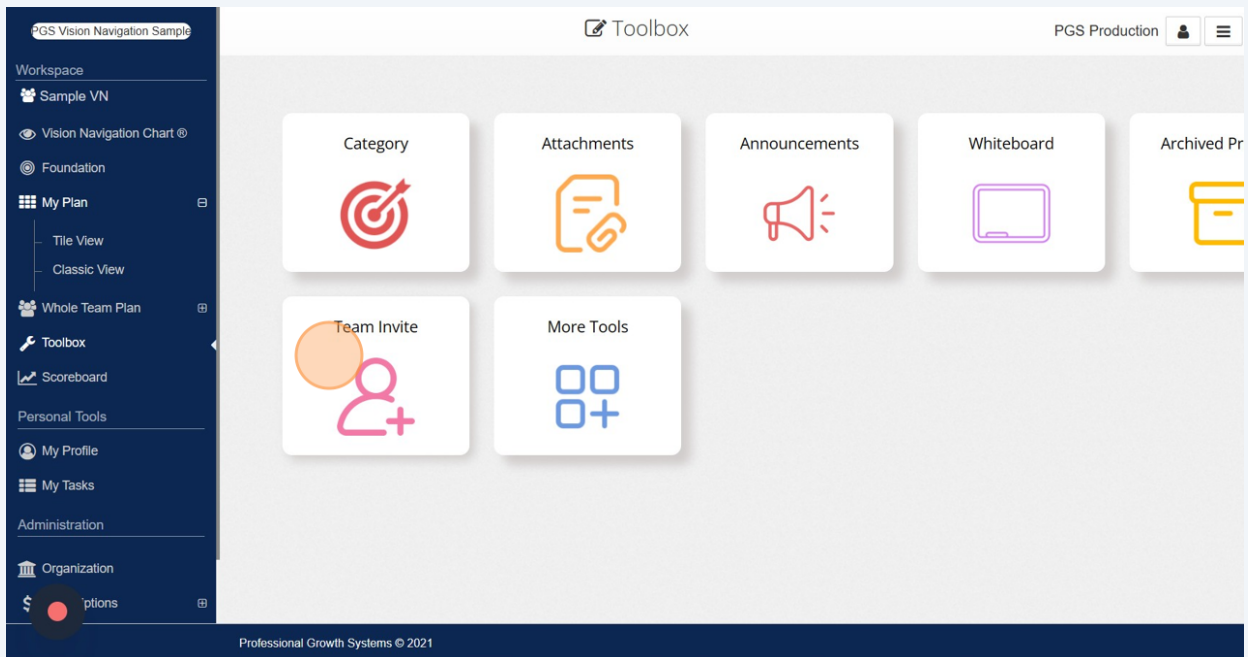 PGS Vision Navigation Sample
Toolbox
PGS Production
Workspace
Sample VN
Vision Navigation Chart ®
Foundation
My Plan
Tile View
Classic View
Whole Team Plan
Toolbox
Scoreboard
Personal Tools
My Profile
My Tasks
Administration
Organization
ptions
Category
Attachments
Announcements
Whiteboard
Archived Pr
Team Invite
More Tools
Professional Growth Systems © 2021